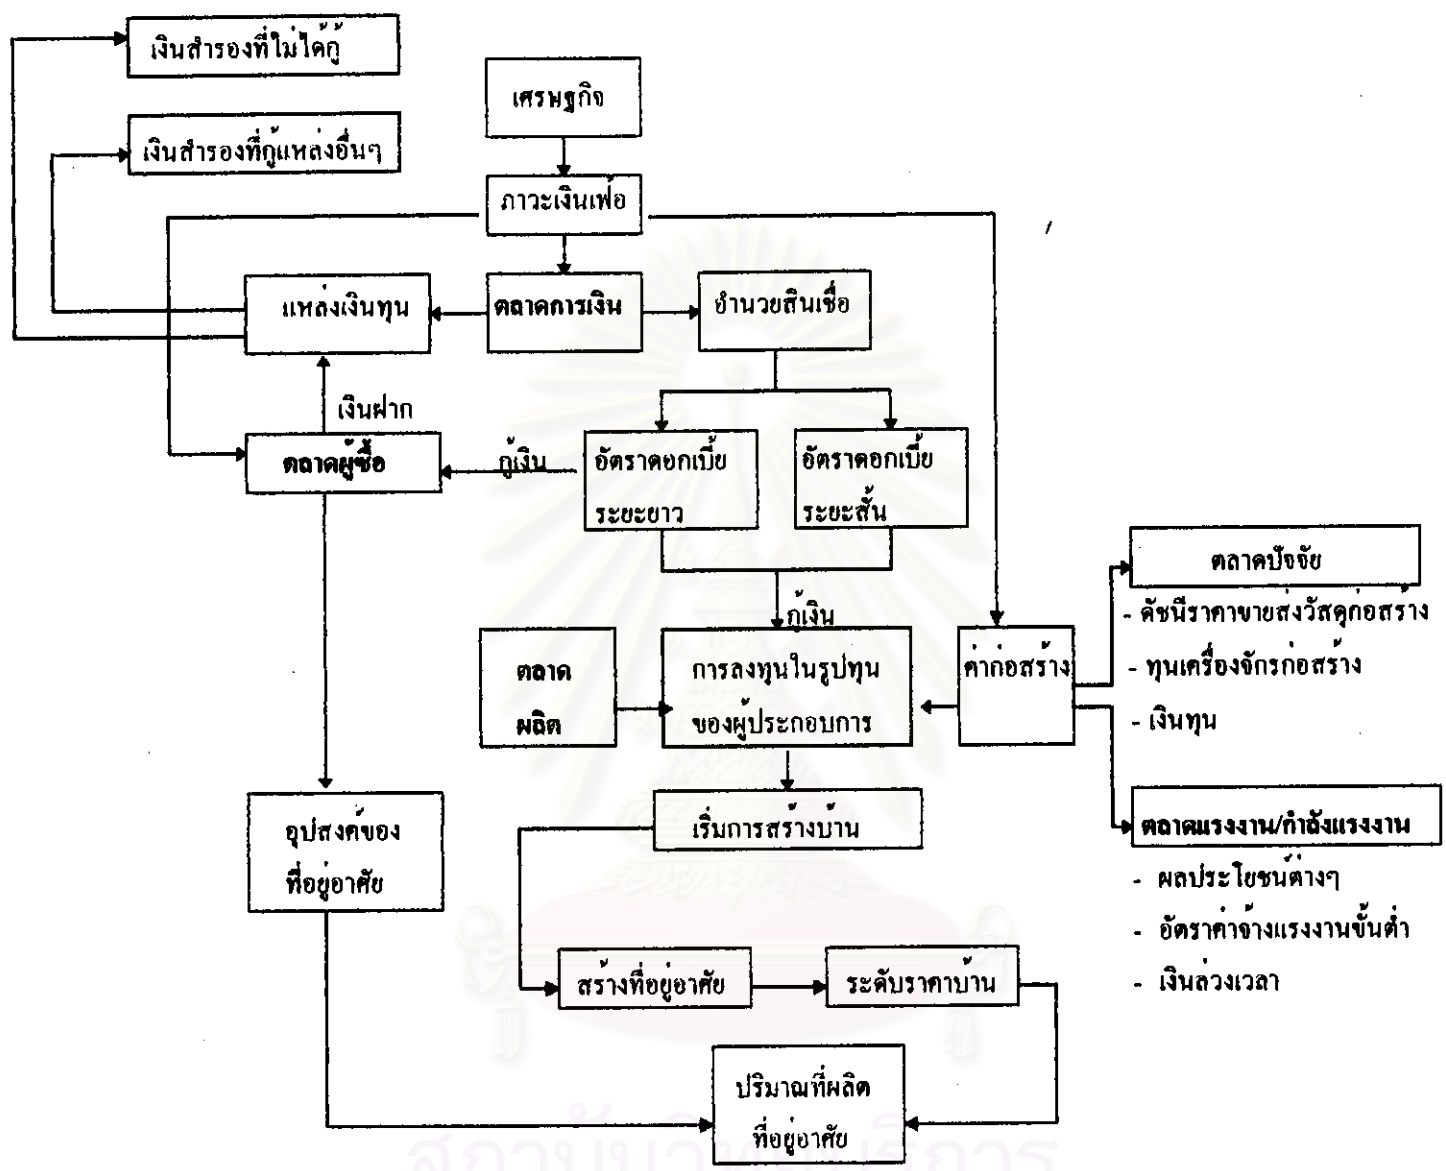 เงินสำรองที่ไม่ได้กู้
เศรษฐกิจ
เงินสำรองที่กู้แหล่งอื่นๆ
ภาวะเงินเฟ้อ
แหล่งเงินทุน
ตลาดการเงิน
อำนวยสินเชื่อ
เงินฝาก
ตลาดผู้ซื้อ
กู้เงิน
อัตราดอกเบี้ย
ระยะยาว
อัตราดอกเบี้ย
ระยะสั้น
ตลาดปัจจัย
- ดัชนีราคาขายส่งวัสดุก่อสร้าง
- ทุนเครื่องจักรก่อสร้าง
- เงินทุน
กู้เงิน
ตลาด
ผลิต
การลงทุนในรูปทุน
ของผู้ประกอบการ
ค่าก่อสร้าง
อุปสงค์ของ
ที่อยู่อาศัย
เริ่มการสร้างบ้าน
ตลาดแรงงาน/กำลังแรงงาน
- ผลประโยชน์ต่างๆ
- อัตราค่าจ้างแรงงานขั้นต่ำ
- เงินล่วงเวลา
สร้างที่อยู่อาศัย
ระดับราคาบ้าน
ปริมาณที่ผลิต
ที่อยู่อาศัย
สถาบันวิทยบริการ